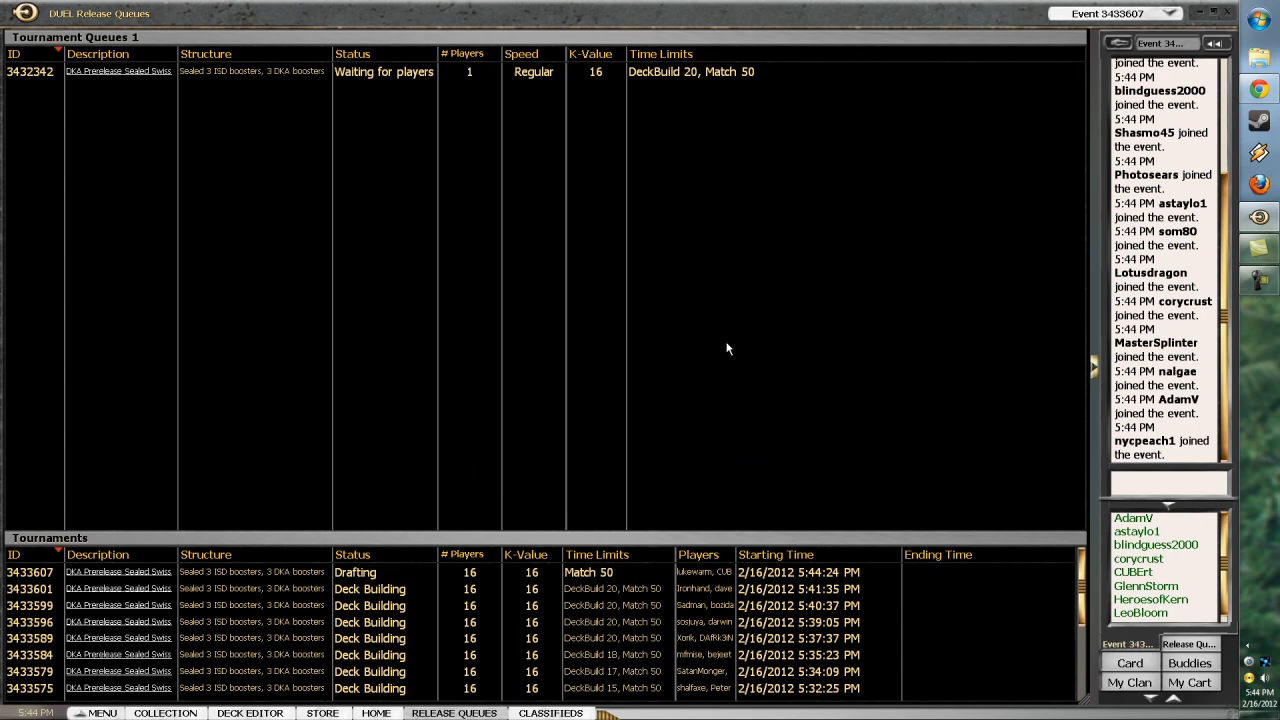 DUEL Release Queues
Event 3433607
Tournament Queues 1
ID Description Structure Status # Players Speed K-Value Time Limits
3432342 DKA Prerelease Sealed Swiss Sealed 3 ISD boosters, 3 DKA boosters Waiting for players 1 Regular 16 DeckBuild 20, Match 50
Event 34...
joined the event.
5:44 PM
blindguess2000
joined the event.
5:44 PM
Shasmo45 joined
the event.
5:44 PM
Photosears joined
the event.
5:44 PM astaylo1
joined the event.
5:44 PM som80
joined the event.
5:44 PM
Lotusdragon
joined the event.
5:44 PM corycrust
joined the event.
5:44 PM
MasterSplinter
joined the event.
5:44 PM nalgae
joined the event.
5:44 PM AdamV
joined the event.
5:44 PM
nycpeach1 joined
the event.
Tournaments
ID Description Structure Status # Players K-Value Time Limits Players Starting Time Ending Time
3433607 DKA Prerelease Sealed Swiss Sealed 3 ISD boosters, 3 DKA boosters Drafting 16 16 Match 50 lukewarm, CUB 2/16/2012 5:44:24 PM
3433601 DKA Prerelease Sealed Swiss Sealed 3 ISD boosters, 3 DKA boosters Deck Building 16 16 DeckBuild 20, Match 50 Ironhand, dave 2/16/2012 5:41:35 PM
3433599 DKA Prerelease Sealed Swiss Sealed 3 ISD boosters, 3 DKA boosters Deck Building 16 16 DeckBuild 20, Match 50 Sadman, bozida 2/16/2012 5:40:37 PM
3433596 DKA Prerelease Sealed Swiss Sealed 3 ISD boosters, 3 DKA boosters Deck Building 16 16 DeckBuild 20, Match 50 sosjuya, darwin 2/16/2012 5:39:05 PM
3433589 DKA Prerelease Sealed Swiss Sealed 3 ISD boosters, 3 DKA boosters Deck Building 16 16 DeckBuild 20, Match 50 Xorik, DAfRk3iN 2/16/2012 5:37:37 PM
3433584 DKA Prerelease Sealed Swiss Sealed 3 ISD boosters, 3 DKA boosters Deck Building 16 16 DeckBuild 18, Match 50 mfmise, bejeet 2/16/2012 5:35:23 PM
3433579 DKA Prerelease Sealed Swiss Sealed 3 ISD boosters, 3 DKA boosters Deck Building 16 16 DeckBuild 17, Match 50 SatanMonger, 2/16/2012 5:34:09 PM
3433575 DKA Prerelease Sealed Swiss Sealed 3 ISD boosters, 3 DKA boosters Deck Building 16 16 DeckBuild 15, Match 50 shalfaxe, Peter 2/16/2012 5:32:25 PM
AdamV
astaylo1
blindguess2000
corycrust
CUBErt
GlennStorm
HeroesofKern
LeoBloom
Event 343... Release Qu...
Card Buddies
My Clan My Cart
5:44 PM MENU COLLECTION DECK EDITOR STORE HOME RELEASE QUEUES CLASSIFIEDS
5:44 PM
2/16/2012